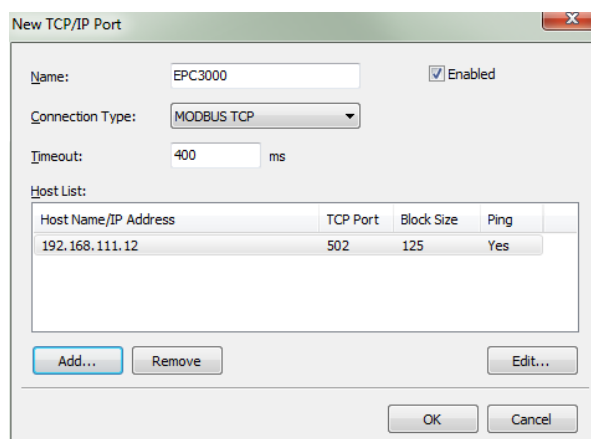 New TCP/IP Port
Name: EPC3000 Enabled
Connection Type: MODBUS TCP
Timeout: 400 ms
Host List:
Host Name/IP Address TCP Port Block Size Ping
192.168.111.12 502 125 Yes
Add... Remove Edit...
OK Cancel